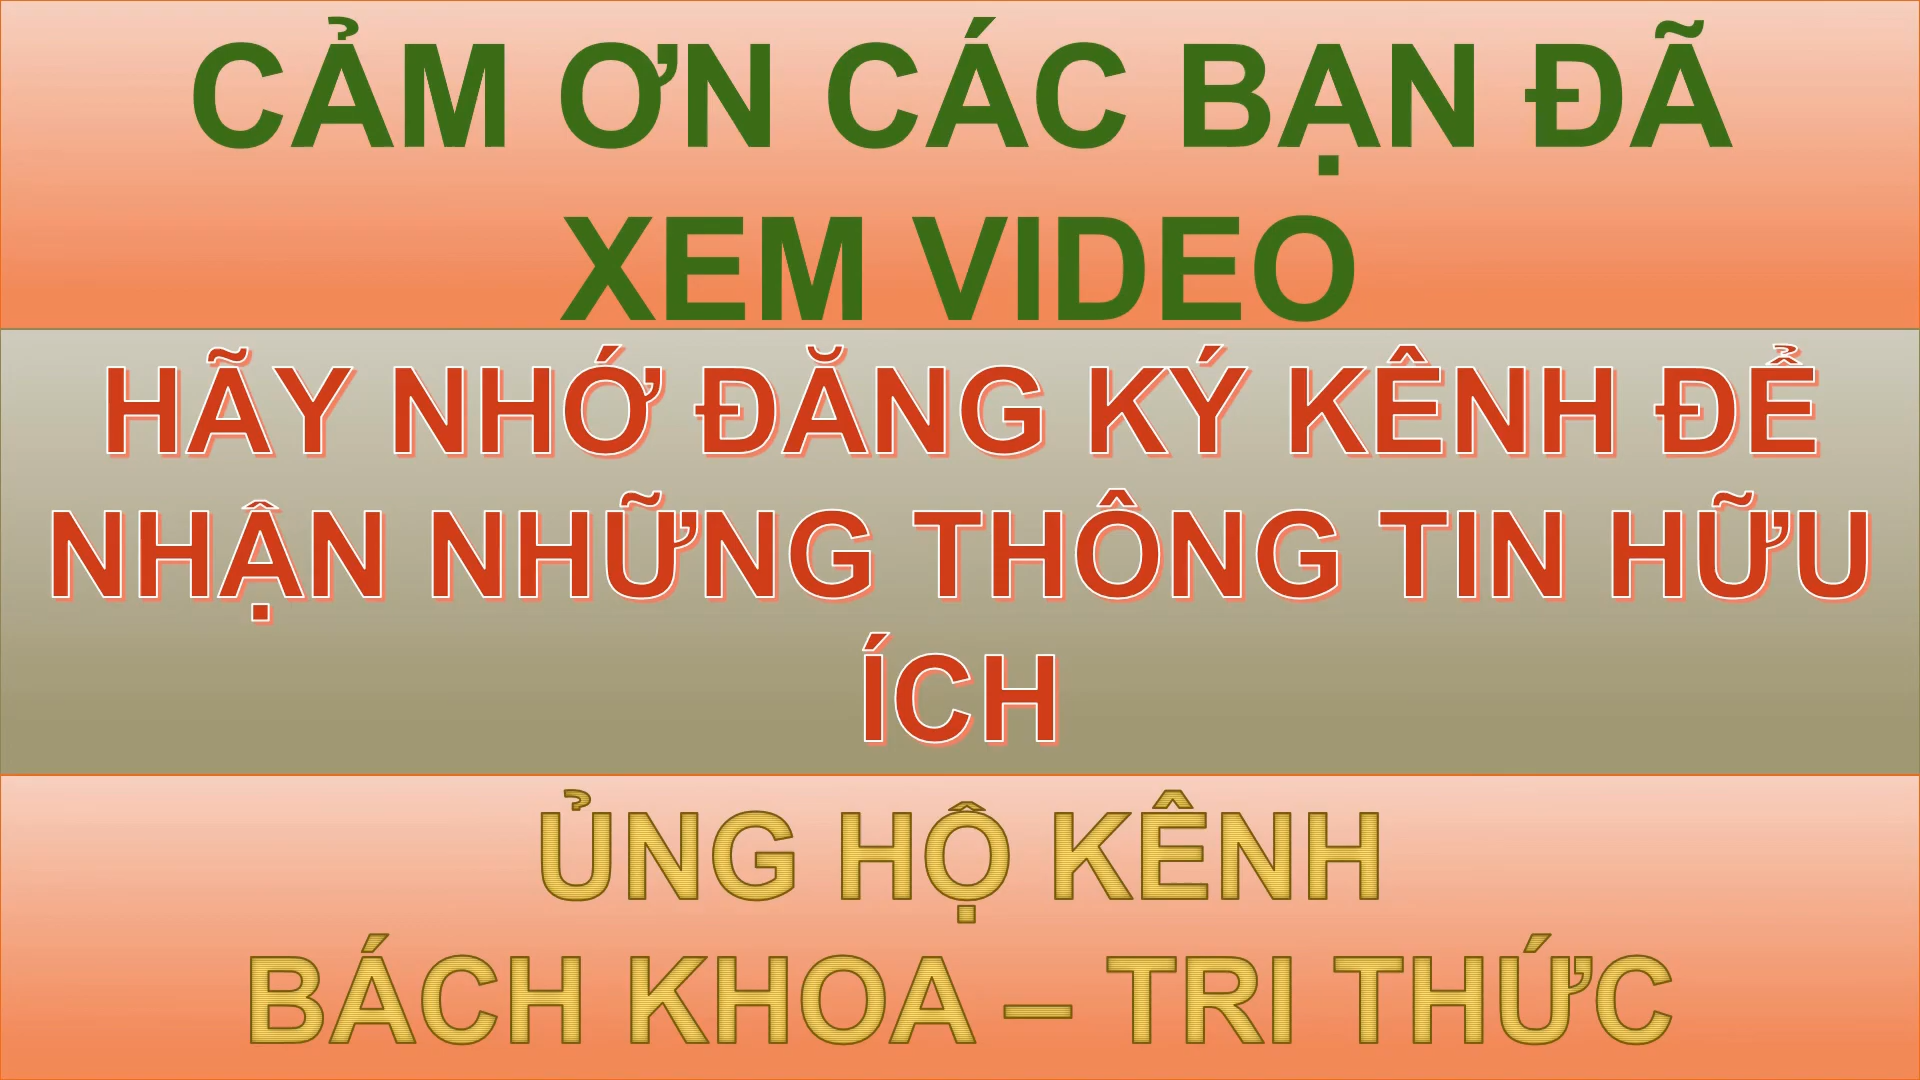 CẢM ƠN CÁC BẠN ĐÃ
XEM VIDEO
HÃY NHỚ ĐĂNG KÝ KÊNH ĐỂ
NHẬN NHỮNG THÔNG TIN HỮU
ÍCH
ỦNG HỘ KÊNH
BÁCH KHOA – TRI THỨC